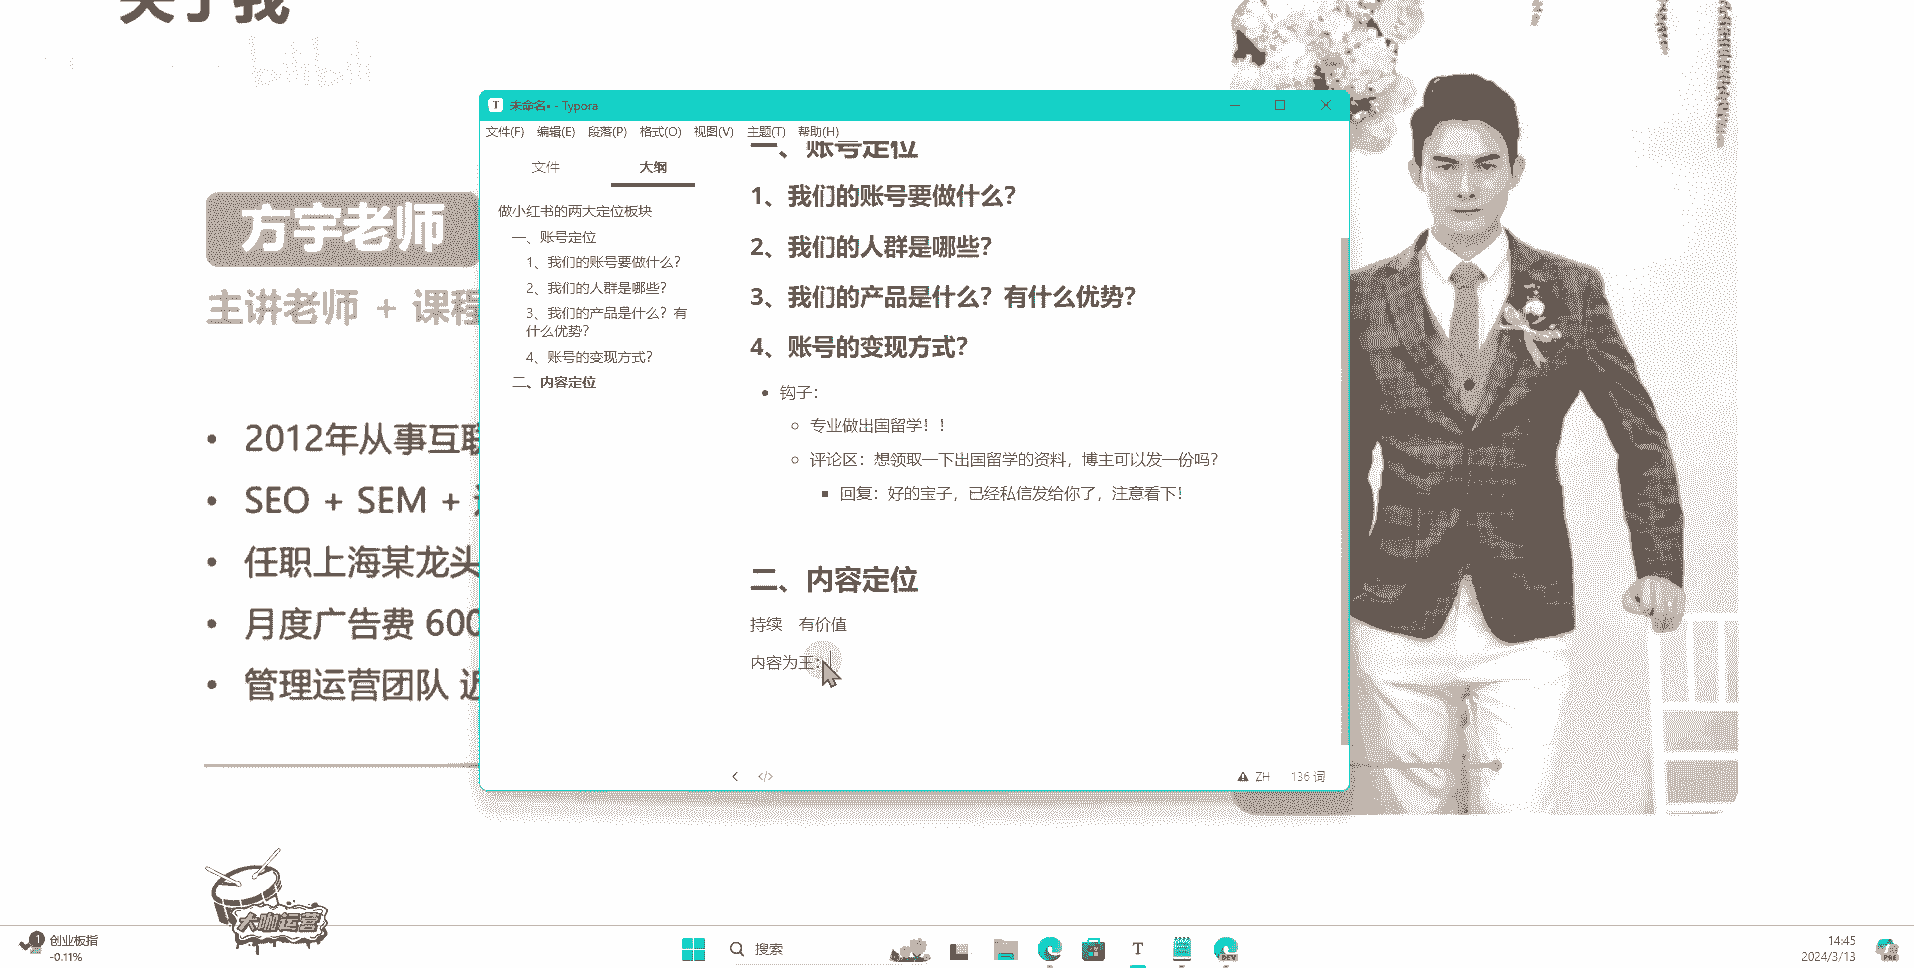 关于我
bilibili
方宇老师
主讲老师 + 课程
• 2012年从事互联
• SEO + SEM +
• 任职上海某龙头
• 月度广告费 600
• 管理运营团队 近
未命名• - Typora
文件(F) 编辑(E) 段落(P) 格式(O) 视图(V) 主题(T) 帮助(H)
文件 大纲
做小红书的两大定位板块
一、账号定位
1、我们的账号要做什么？
2、我们的人群是哪些？
3、我们的产品是什么？有
什么优势？
4、账号的变现方式？
二、内容定位
一、账号定位
1、我们的账号要做什么？
2、我们的人群是哪些？
3、我们的产品是什么？有什么优势？
4、账号的变现方式？
• 钩子：
专业做出国留学！！
评论区：想领取一下出国留学的资料，博主可以发一份吗？
回复：好的宝子，已经私信发给你了，注意看下！
二、内容定位
持续 有价值
内容为王：
</> ZH 136 词
大咖运营
1 创业板指
-0.11%
搜索
T
DEV
14:45
2024/3/13
PRE